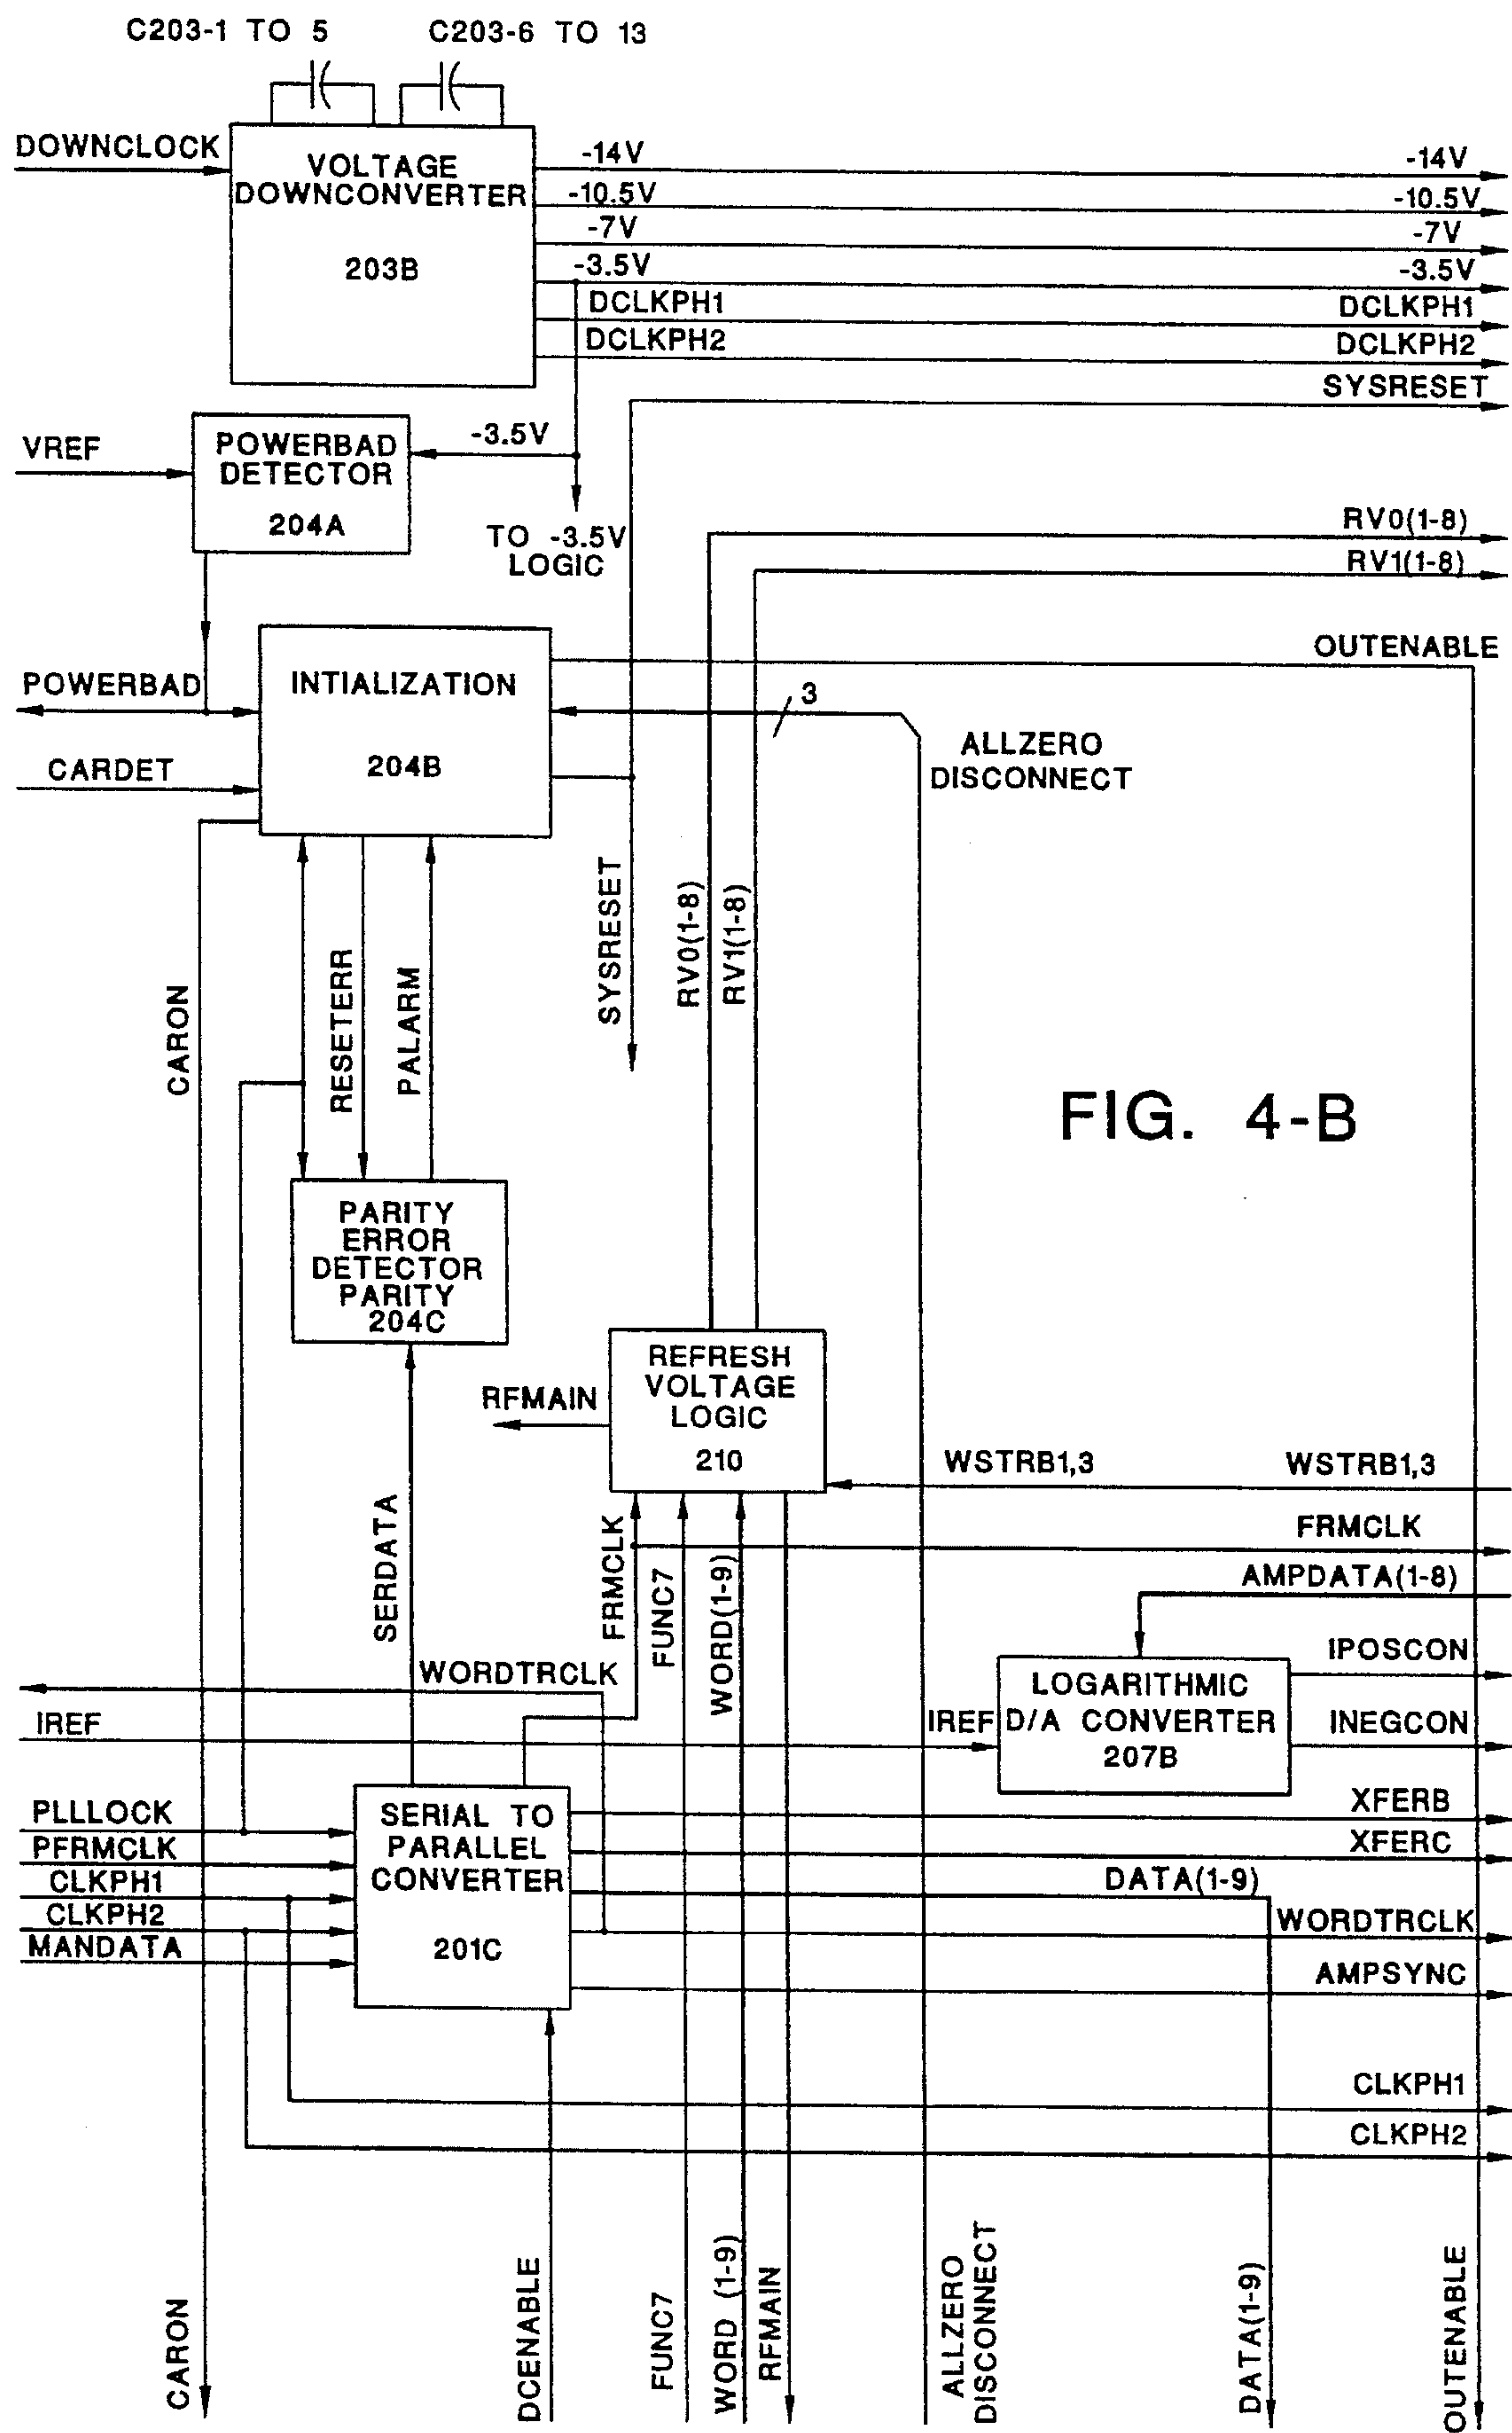 C203-1 TO 5
C203-6 TO 13
DOWNCLOCK
VOLTAGE
DOWNCONVERTER
203B
-14V
-14V
-10.5V
-10.5V
-7V
-7V
-3.5V
-3.5V
DCLKPH1
DCLKPH1
DCLKPH2
DCLKPH2
SYSRESET
VREF
POWERBAD
DETECTOR
204A
-3.5V
TO -3.5V
LOGIC
RV0(1-8)
RV1(1-8)
OUTENABLE
POWERBAD
INTIALIZATION
204B
3
ALLZERO
DISCONNECT
CARDET
CARON
RESETERR
PALARM
SYSRESET
RV0(1-8)
RV1(1-8)
FIG. 4-B
PARITY
ERROR
DETECTOR
PARITY
204C
REFRESH
VOLTAGE
LOGIC
210
RFMAIN
WSTRB1,3
WSTRB1,3
SERDATA
FRMCLK
FUNC7
WORD(1-9)
FRMCLK
AMPDATA(1-8)
WORDTRCLK
IREF
IREF
LOGARITHMIC
D/A CONVERTER
207B
IPOSCON
INEGCON
PLLLOCK
PFRMCLK
CLKPH1
CLKPH2
MANDATA
SERIAL TO
PARALLEL
CONVERTER
201C
XFERB
XFERC
DATA(1-9)
WORDTRCLK
AMPSYNC
CLKPH1
CLKPH2
CARON
DCENABLE
FUNC7
WORD (1-9)
RFMAIN
ALLZERO
DISCONNECT
DATA(1-9)
OUTENABLE